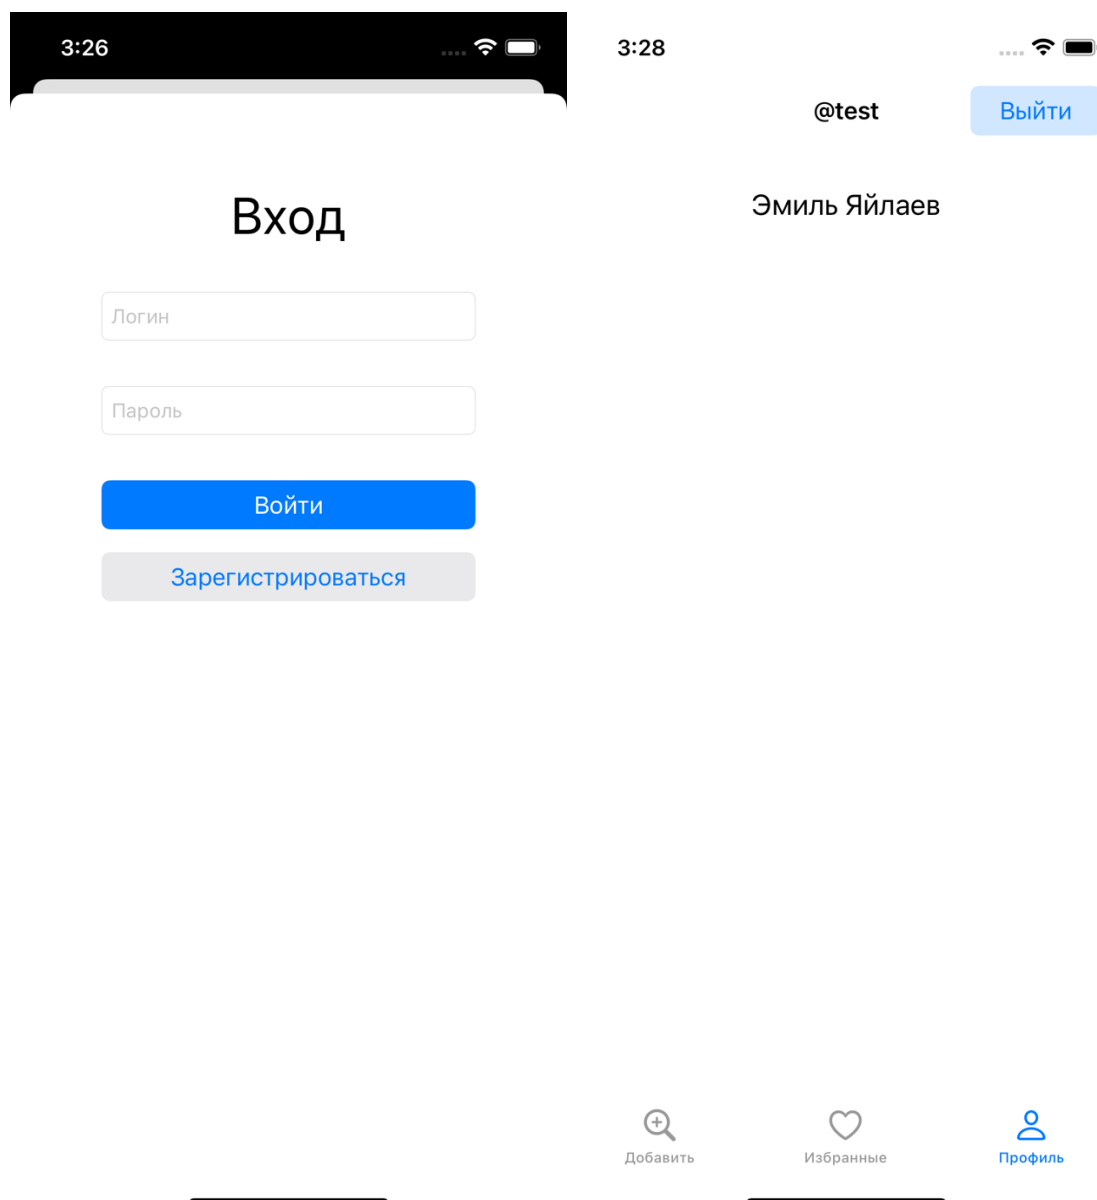 3:26
Вход
Логин
Пароль
Войти
Зарегистрироваться
3:28
@test
Выйти
Эмиль Яйлаев
Добавить
Избранные
Профиль